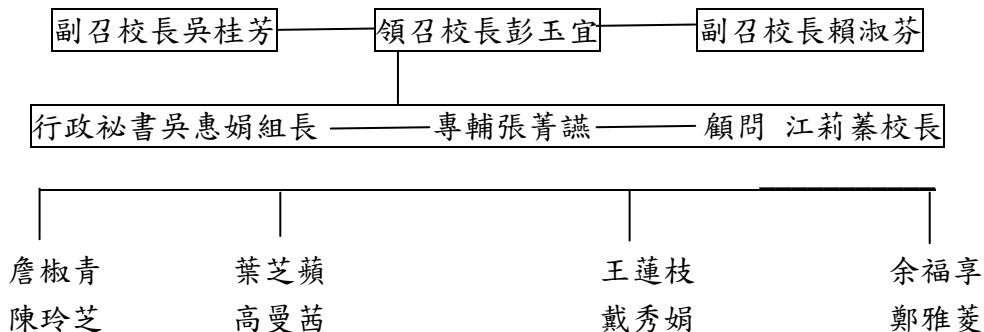 副召校長吳桂芳 領召校長彭玉宜 副召校長賴淑芬
行政祕書吳惠娟組長 專輔張菁讌 顧問 江莉蓁校長
詹椒青 葉芝蘋 王蓮枝 余福享
陳玲芝 高曼茜 戴秀娟 鄭雅菱